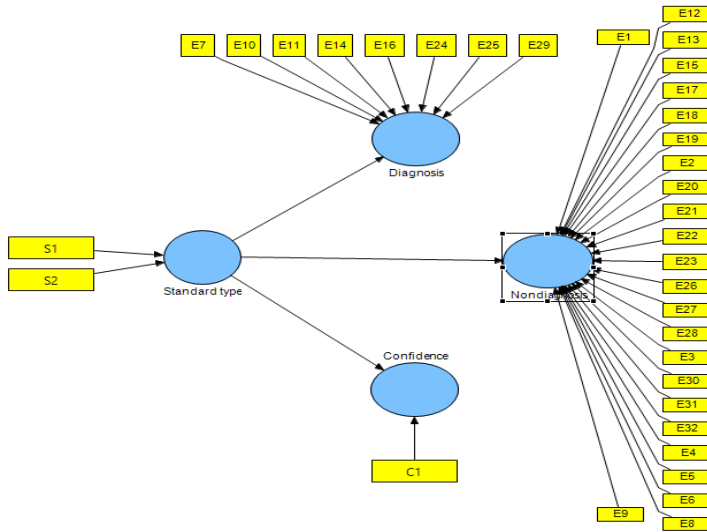 E7
E10
E11
E14
E16
E24
E25
E29
Diagnosis
S1
S2
Standard type
Confidence
C1
Nondiagnosis
E1
E12
E13
E15
E17
E18
E19
E2
E20
E21
E22
E23
E26
E27
E28
E3
E30
E31
E32
E4
E5
E6
E8
E9